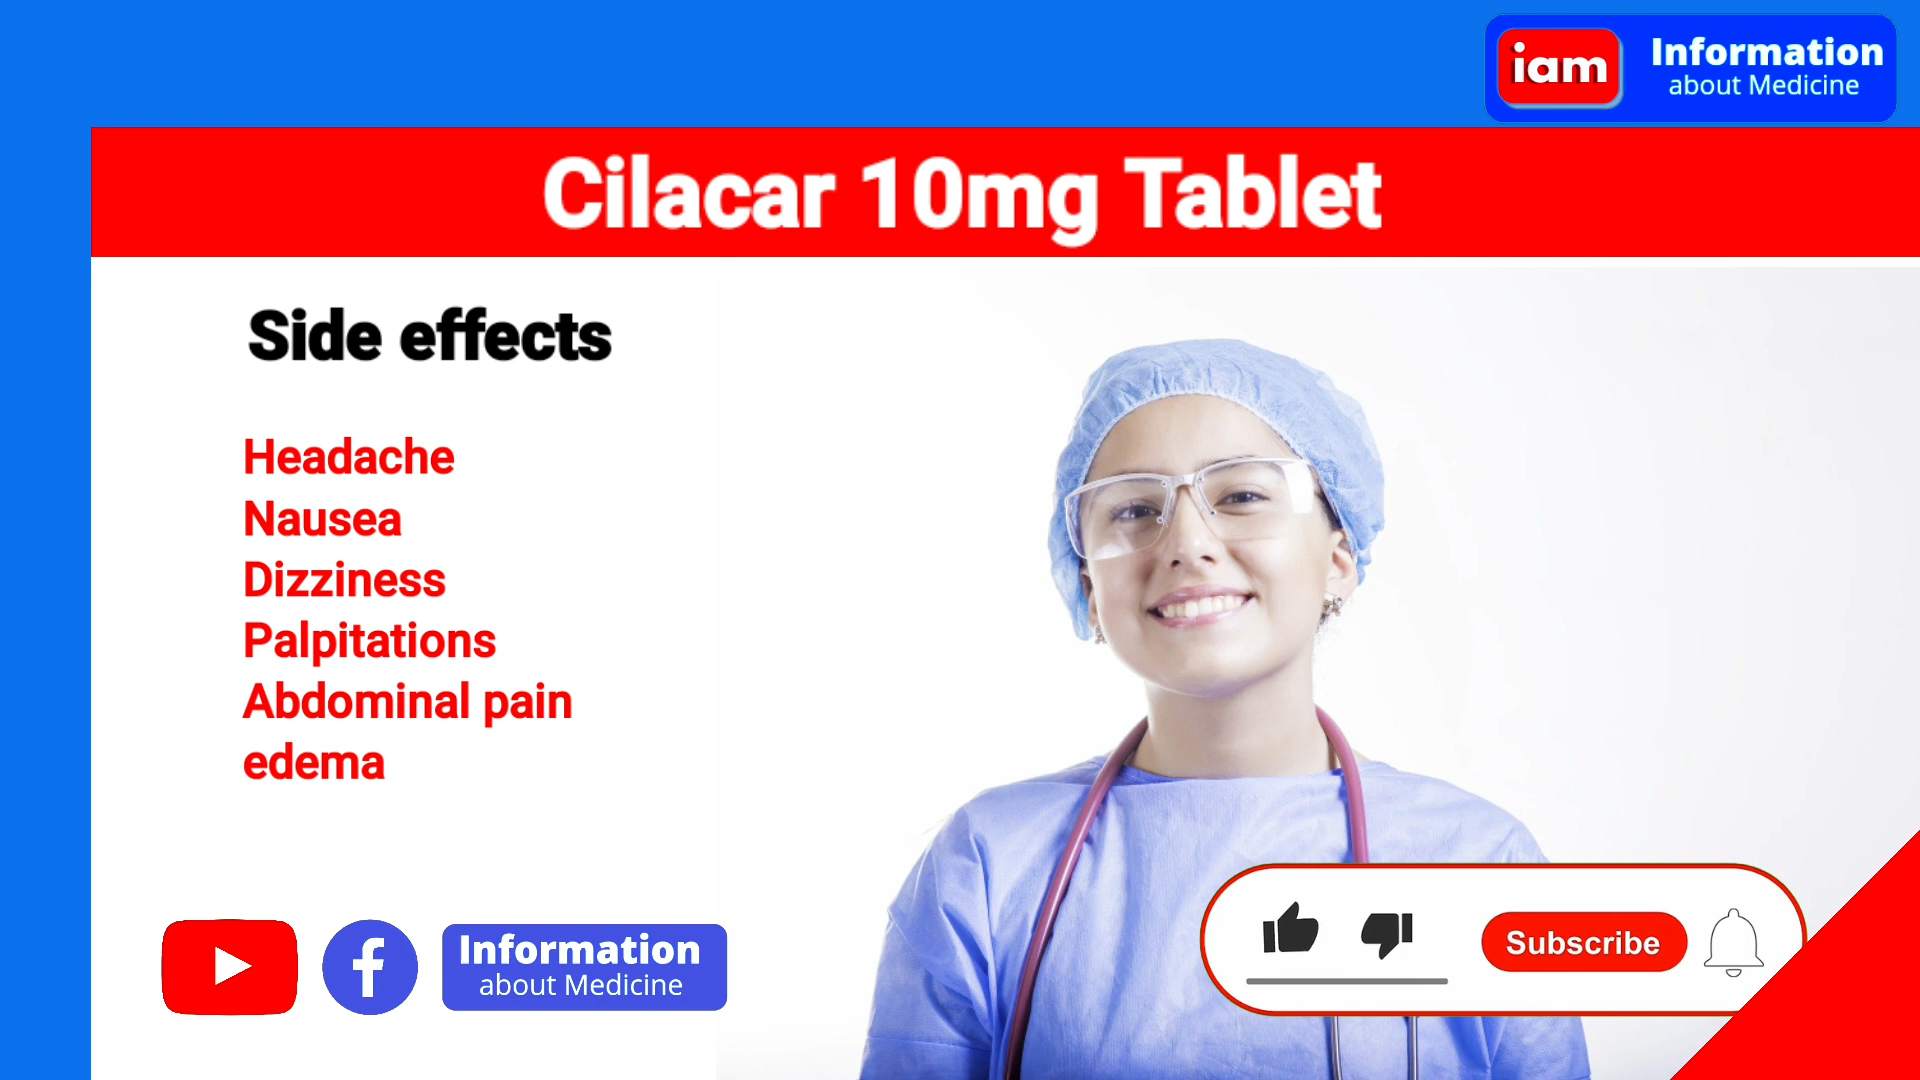 iam
Information
about Medicine
Cilacar 10mg Tablet
Side effects
Headache
Nausea
Dizziness
Palpitations
Abdominal pain
edema
Information
about Medicine
Subscribe